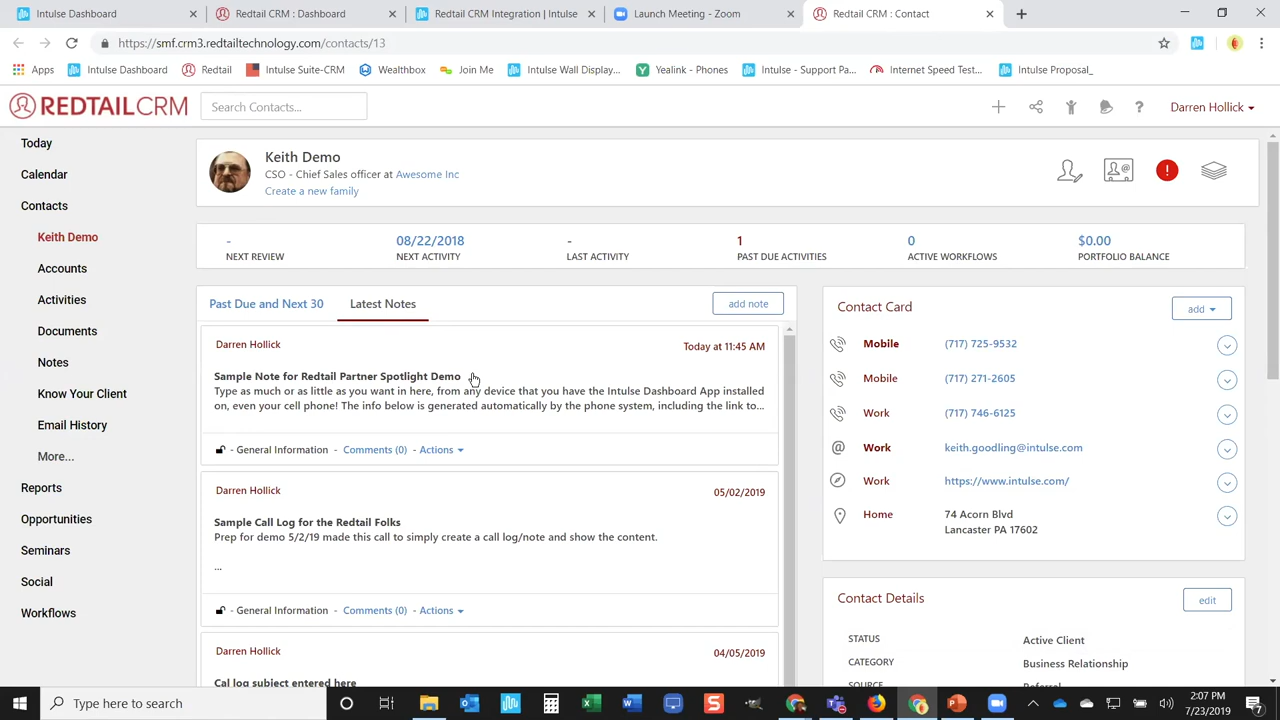 Intulse Dashboard
Redtail CRM : Dashboard
Redtail CRM Integration | Intulse
Launch Meeting - Zoom
Redtail CRM : Contact
https://smf.crm3.redtailtechnology.com/contacts/13
Apps
Intulse Dashboard
Redtail
Intulse Suite-CRM
Wealthbox
Join Me
Intulse Wall Display...
Yealink - Phones
Intulse - Support Pa...
Internet Speed Test...
Intulse Proposal_
REDTAILCRM
Search Contacts...
Darren Hollick
Today
Calendar
Contacts
Keith Demo
Accounts
Activities
Documents
Notes
Know Your Client
Email History
More...
Reports
Opportunities
Seminars
Social
Workflows
Keith Demo
CSO - Chief Sales officer at Awesome Inc
Create a new family
-
NEXT REVIEW
08/22/2018
NEXT ACTIVITY
-
LAST ACTIVITY
1
PAST DUE ACTIVITIES
0
ACTIVE WORKFLOWS
$0.00
PORTFOLIO BALANCE
Past Due and Next 30
Latest Notes
add note
Darren Hollick
Today at 11:45 AM
Sample Note for Redtail Partner Spotlight Demo
Type as much or as little as you want in here, from any device that you have the Intulse Dashboard App installed
on, even your cell phone! The info below is generated automatically by the phone system, including the link to...
- General Information - Comments (0) - Actions
Darren Hollick
05/02/2019
Sample Call Log for the Redtail Folks
Prep for demo 5/2/19 made this call to simply create a call log/note and show the content.
...
- General Information - Comments (0) - Actions
Darren Hollick
04/05/2019
Cal log subject entered here
Contact Card
add
Mobile (717) 725-9532
Mobile (717) 271-2605
Work (717) 746-6125
Work keith.goodling@intulse.com
Work https://www.intulse.com/
Home 74 Acorn Blvd
Lancaster PA 17602
Contact Details
edit
STATUS Active Client
CATEGORY Business Relationship
SOURCE Referral
Type here to search
2:07 PM
7/23/2019
7